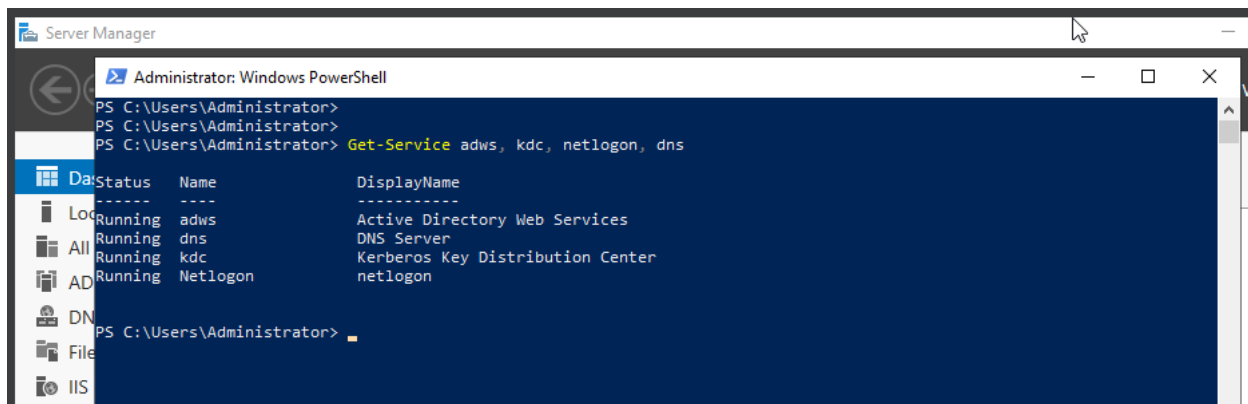 Server Manager
Administrator: Windows PowerShell
PS C:\Users\Administrator>
PS C:\Users\Administrator>
PS C:\Users\Administrator> Get-Service adws, kdc, netlogon, dns
Status Name DisplayName
------ ---- -----------
Running adws Active Directory Web Services
Running dns DNS Server
Running kdc Kerberos Key Distribution Center
Running Netlogon netlogon
PS C:\Users\Administrator>
Das
Loc
All
AD
DN
File
IIS